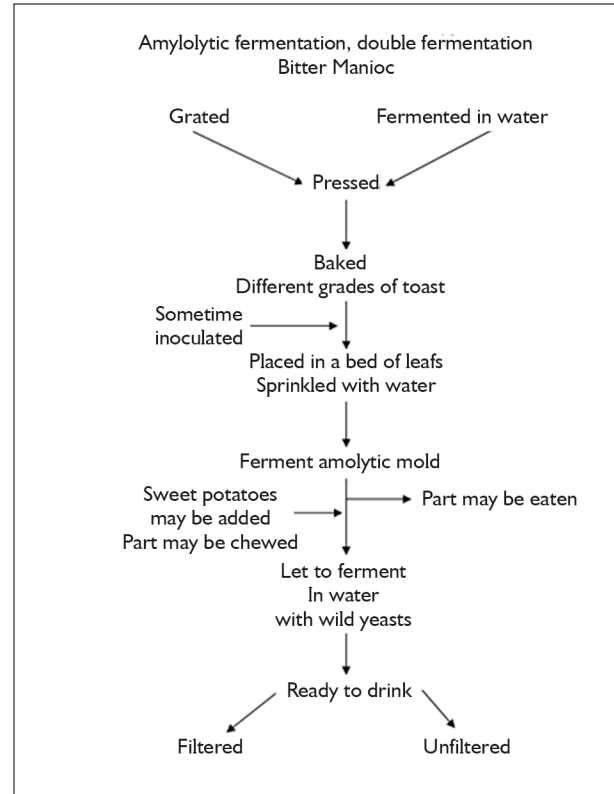 Amylolytic fermentation, double fermentation
Bitter Manioc
Grated
Fermented in water
Pressed
Baked
Different grades of toast
Sometime
inoculated
Placed in a bed of leafs
Sprinkled with water
Ferment amolytic mold
Sweet potatoes
may be added
Part may be chewed
Part may be eaten
Let to ferment
In water
with wild yeasts
Ready to drink
Filtered
Unfiltered